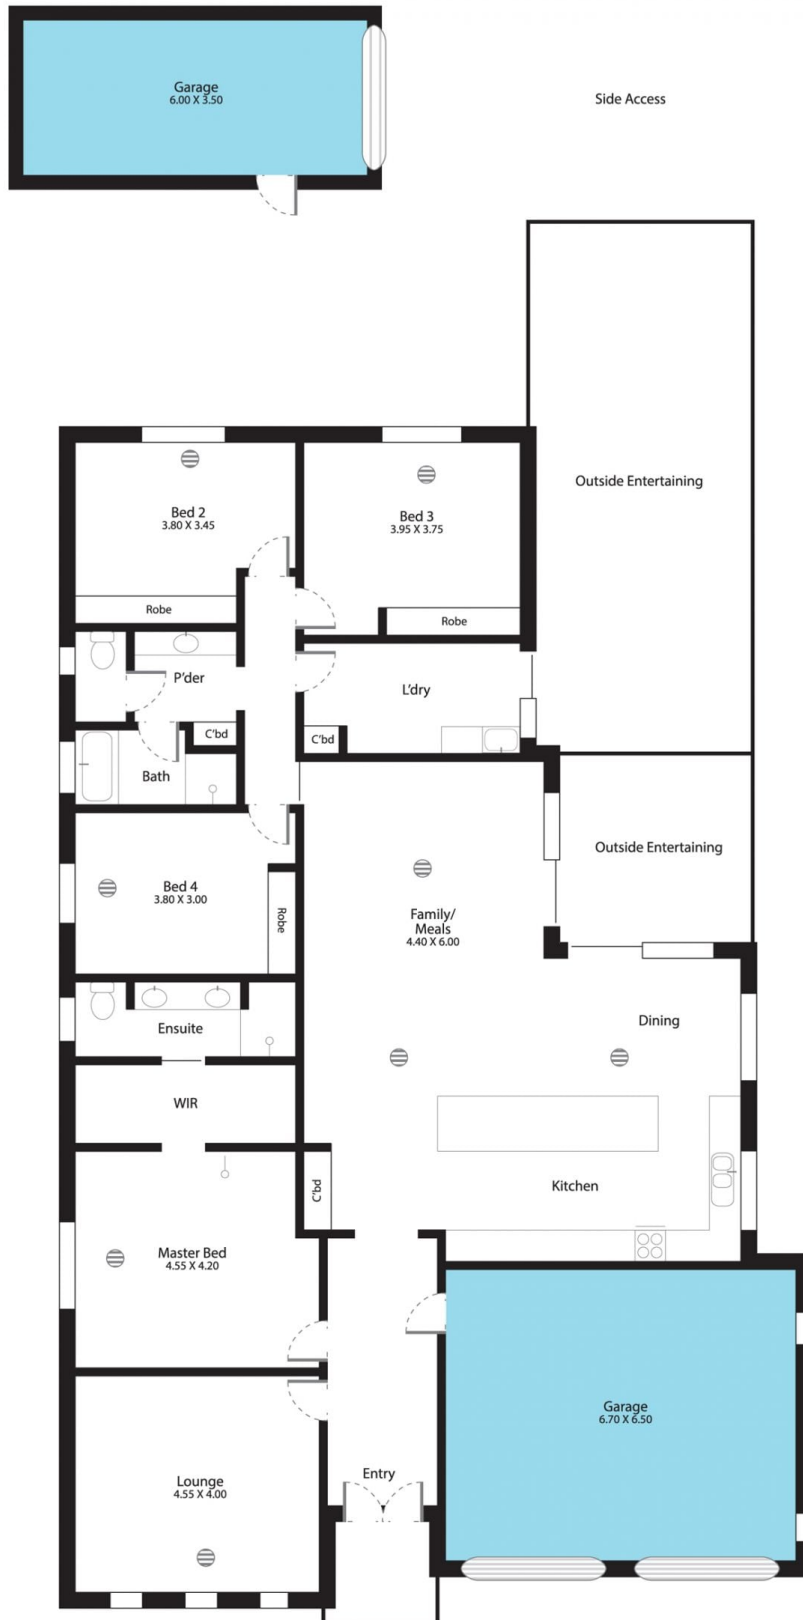 Garage
6.00 X 3.50
Side Access
Outside Entertaining
Bed 2
3.80 X 3.45
Bed 3
3.95 X 3.75
Robe
Robe
P'der
L'dry
C'bd
C'bd
Bath
Outside Entertaining
Bed 4
3.80 X 3.00
Robe
Family/
Meals
4.40 X 6.00
Ensuite
Dining
WIR
C'bd
Kitchen
Master Bed
4.55 X 4.20
Garage
6.70 X 6.50
Entry
Lounge
4.55 X 4.00